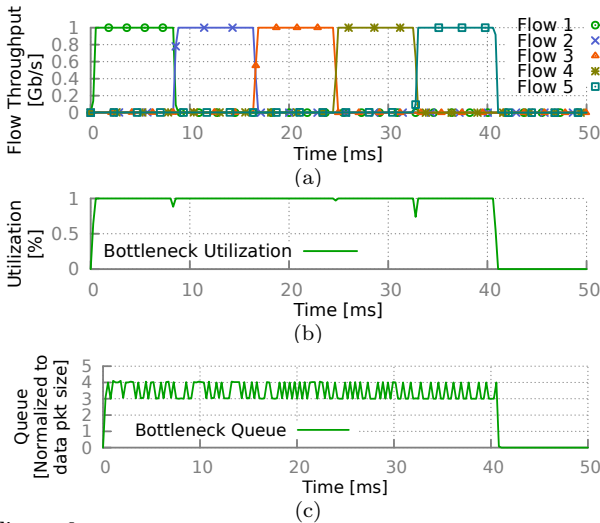 Flow Throughput
[Gb/s]
1
0.8
0.6
0.4
0.2
0
0 10 20 30 40 50
Time [ms]
Flow 1
Flow 2
Flow 3
Flow 4
Flow 5
(a)
Utilization
[%]
1
0.5
0
Bottleneck Utilization
0 10 20 30 40 50
Time [ms]
(b)
Queue
[Normalized to
data pkt size]
5
4
3
2
1
0
Bottleneck Queue
0 10 20 30 40 50
Time [ms]
(c)